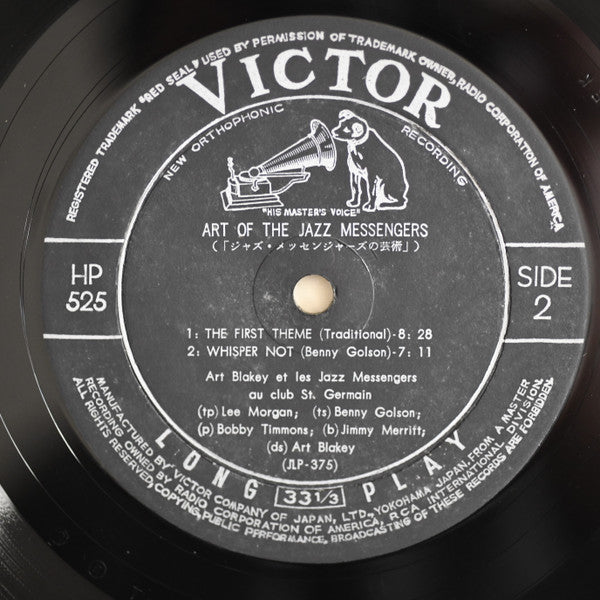 REGISTERED TRADEMARK "RED SEAL" USED BY PERMISSION OF TRADEMARK OWNER, RADIO CORPORATION OF AMERICA
VICTOR
NEW ORTHOPHONIC RECORDING
"HIS MASTER'S VOICE"
ART OF THE JAZZ MESSENGERS
(「ジャズ・メッセンジャーズの芸術」)
HP
525
SIDE
2
1: THE FIRST THEME (Traditional)-8: 28
2: WHISPER NOT (Benny Golson)-7: 11
Art Blakey et les Jazz Messengers
au club St. Germain
(tp) Lee Morgan; (ts) Benny Golson;
(p) Bobby Timmons; (b) Jimmy Merrift;
(ds) Art Blakey
(JLP-375)
LONG 33 1/3 PLAY
MANUFACTURED BY VICTOR COMPANY OF JAPAN, LTD., YOKOHAMA JAPAN, FROM A MASTER
RECORDING OWNED BY RADIO CORPORATION OF AMERICA, RCA INTERNATIONAL DIVISION.
ALL RIGHTS RESERVED, COPYING, PUBLIC PERFORMANCE, BROADCASTING OF THESE RECORDS ARE FORBIDDEN.